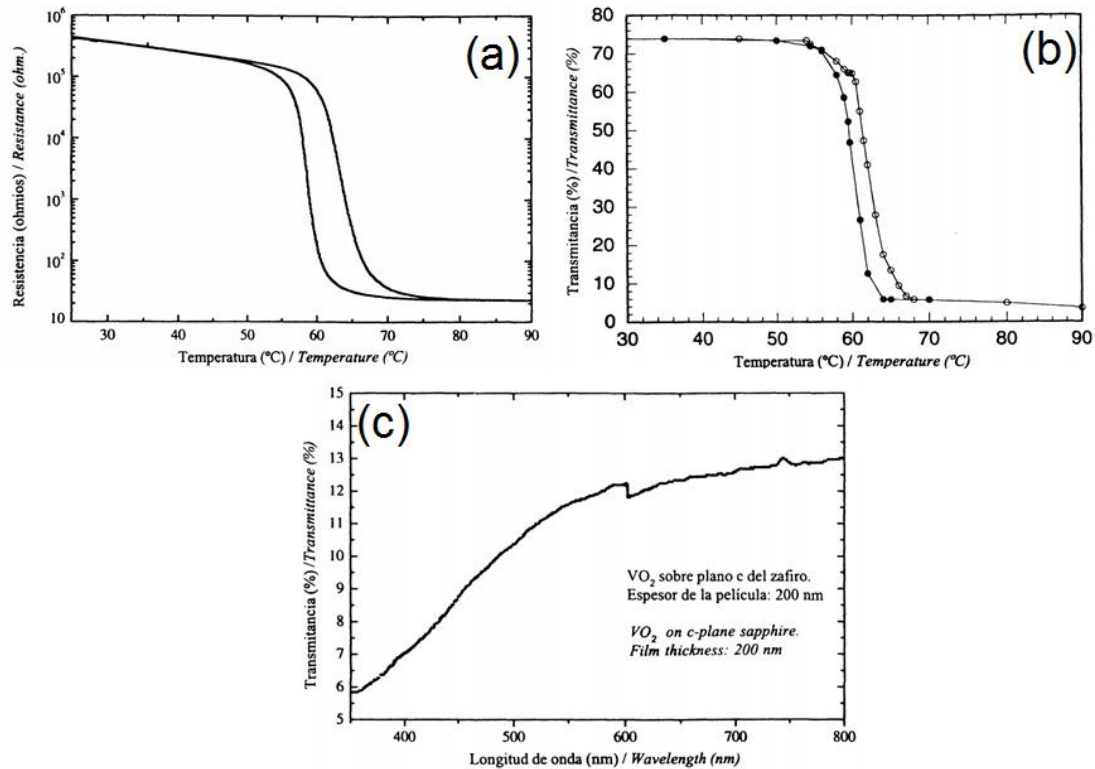 (a)
10⁶
10⁵
10⁴
10³
10²
10
30 40 50 60 70 80 90
Resistencia (ohmios) / Resistance (ohm.)
Temperatura (ºC) / Temperature (ºC)
(b)
80
70
60
50
40
30
20
10
0
30 40 50 60 70 80 90
Transmitancia (%) /Transmittance (%)
Temperatura (ºC) / Temperature (ºC)
(c)
15
14
13
12
11
10
9
8
7
6
5
400 500 600 700 800
Transmitancia (%) /Transmittance (%)
Longitud de onda (nm) / Wavelength (nm)
VO₂ sobre plano c del zafiro.
Espesor de la película: 200 nm
VO₂ on c-plane sapphire.
Film thickness: 200 nm